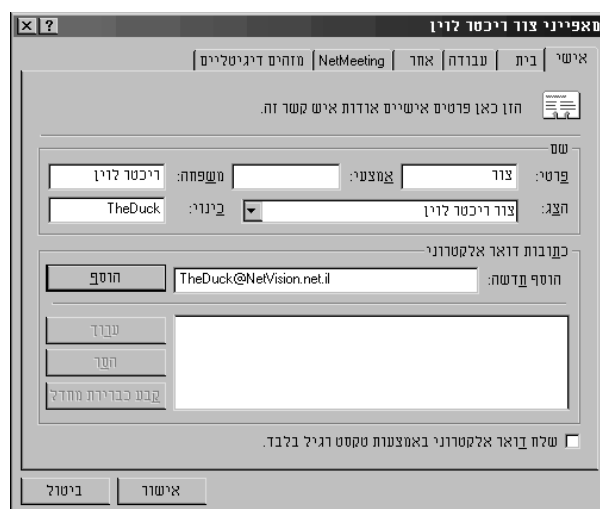 מאפייני צור ריכטר לוין
אישי בית עבודה אחר NetMeeting מזהים דיגיטליים
הזן כאן פרטים אישיים אודות איש קשר זה.
שם
פרטי: צור אמצעי: משפחה: ריכטר לוין
הצג: צור ריכטר לוין כינוי: TheDuck
כתובות דואר אלקטרוני
הוסף חדשה: TheDuck@NetVision.net.il הוסף
ערוך
הסר
קבע כברירת מחדל
שלח דואר אלקטרוני באמצעות טקסט רגיל בלבד.
אישור ביטול